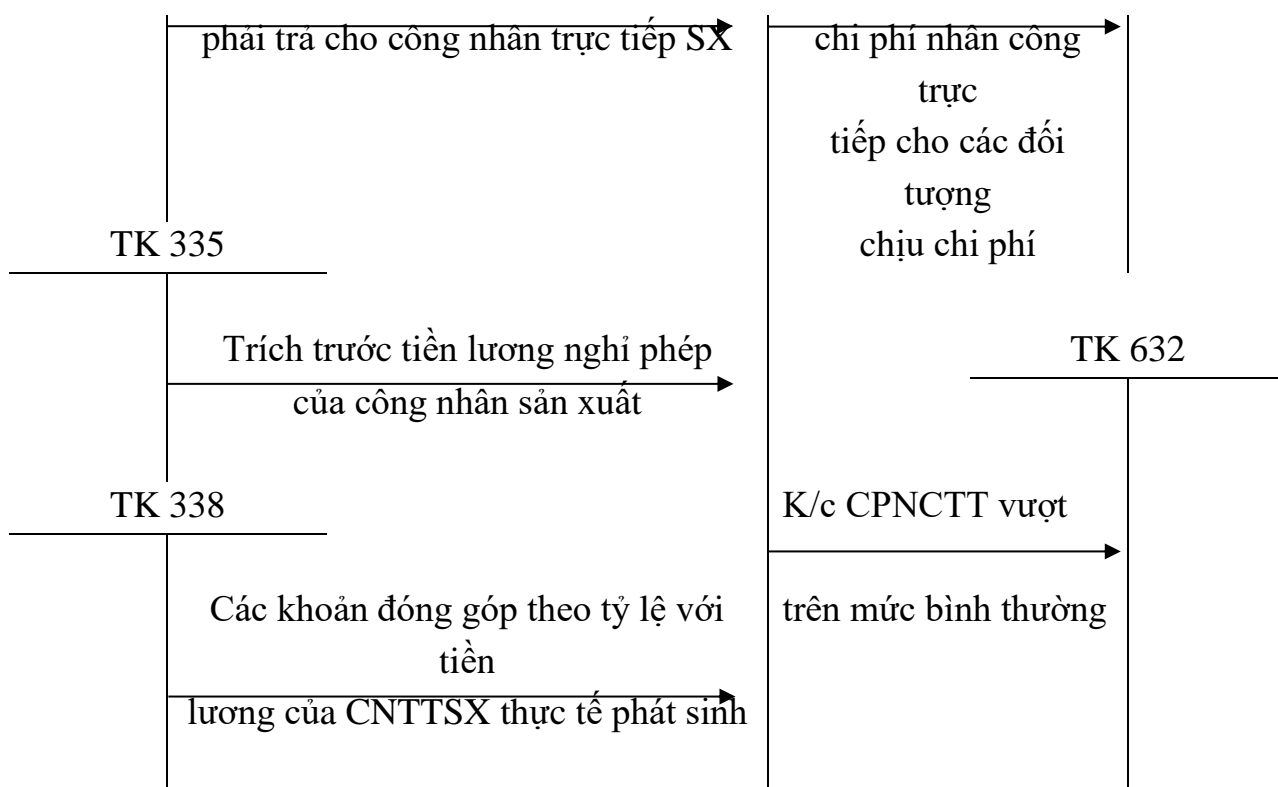 phải trả cho công nhân trực tiếp SX
chi phí nhân công
trực
tiếp cho các đối
tượng
chịu chi phí
TK 335
Trích trước tiền lương nghỉ phép
của công nhân sản xuất
TK 632
TK 338
K/c CPNCTT vượt
trên mức bình thường
Các khoản đóng góp theo tỷ lệ với
tiền
lương của CNTTSX thực tế phát sinh